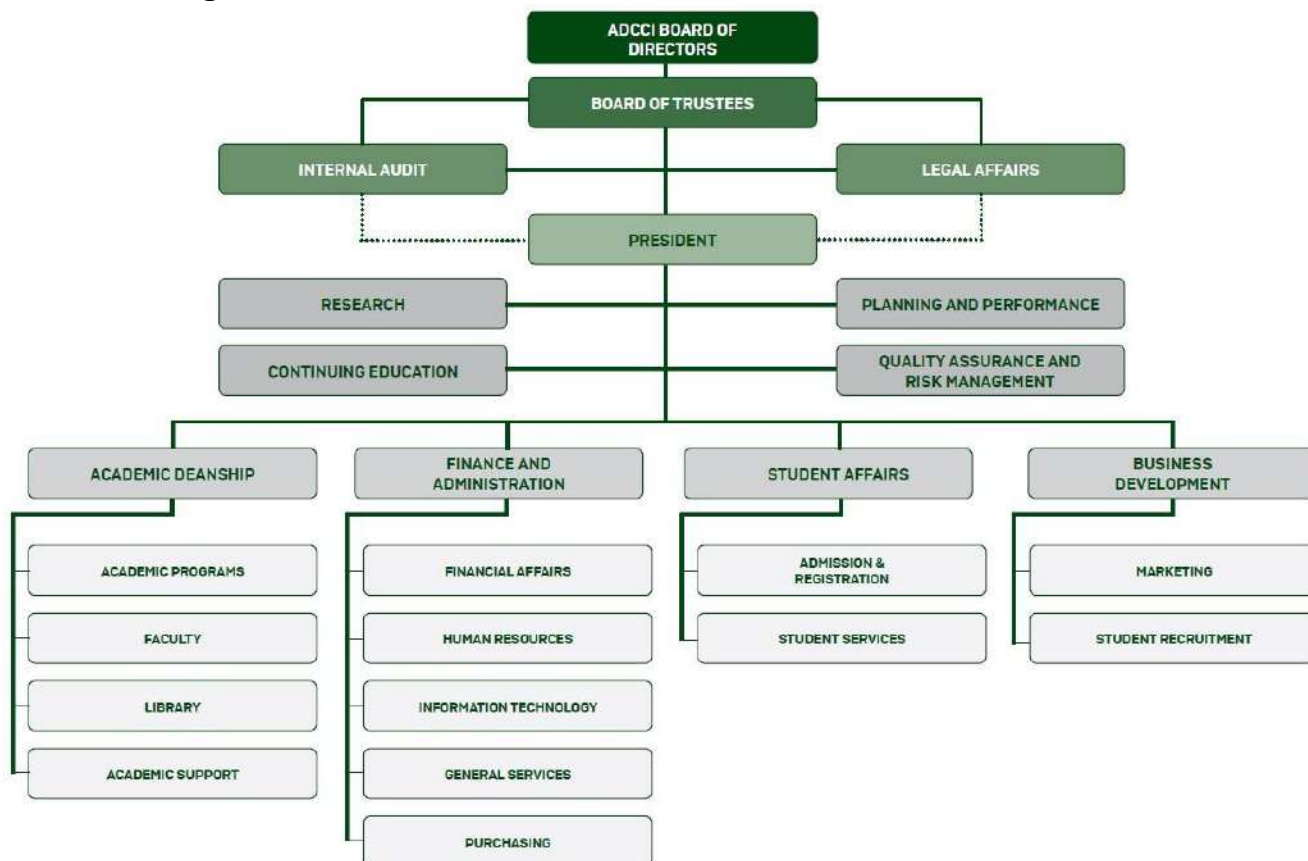 ADCCI BOARD OF
DIRECTORS
BOARD OF TRUSTEES
INTERNAL AUDIT
LEGAL AFFAIRS
PRESIDENT
RESEARCH
PLANNING AND PERFORMANCE
CONTINUING EDUCATION
QUALITY ASSURANCE AND
RISK MANAGEMENT
ACADEMIC DEANSHIP
FINANCE AND
ADMINISTRATION
STUDENT AFFAIRS
BUSINESS
DEVELOPMENT
ACADEMIC PROGRAMS
FINANCIAL AFFAIRS
ADMISSION &
REGISTRATION
MARKETING
FACULTY
HUMAN RESOURCES
STUDENT SERVICES
STUDENT RECRUITMENT
LIBRARY
INFORMATION TECHNOLOGY
ACADEMIC SUPPORT
GENERAL SERVICES
PURCHASING